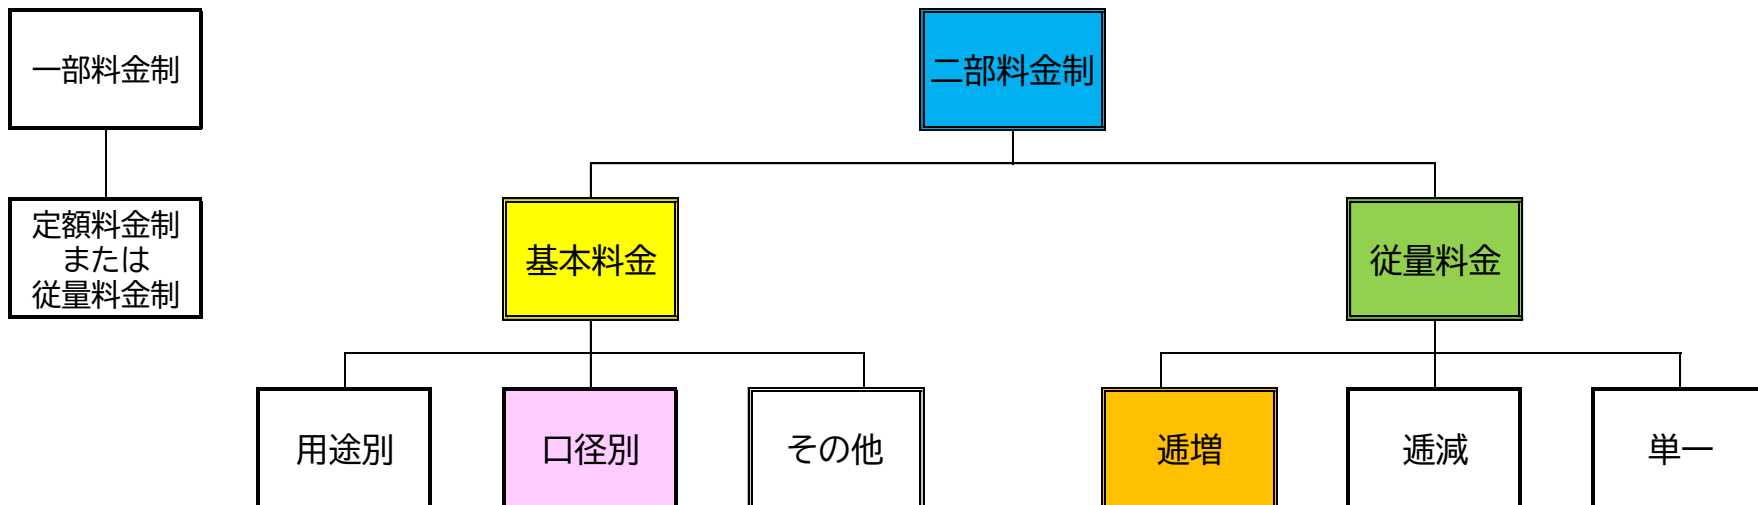 一部料金制
二部料金制
定額料金制
または
従量料金制
基本料金
従量料金
用途別
口径別
その他
逓増
逓減
単一